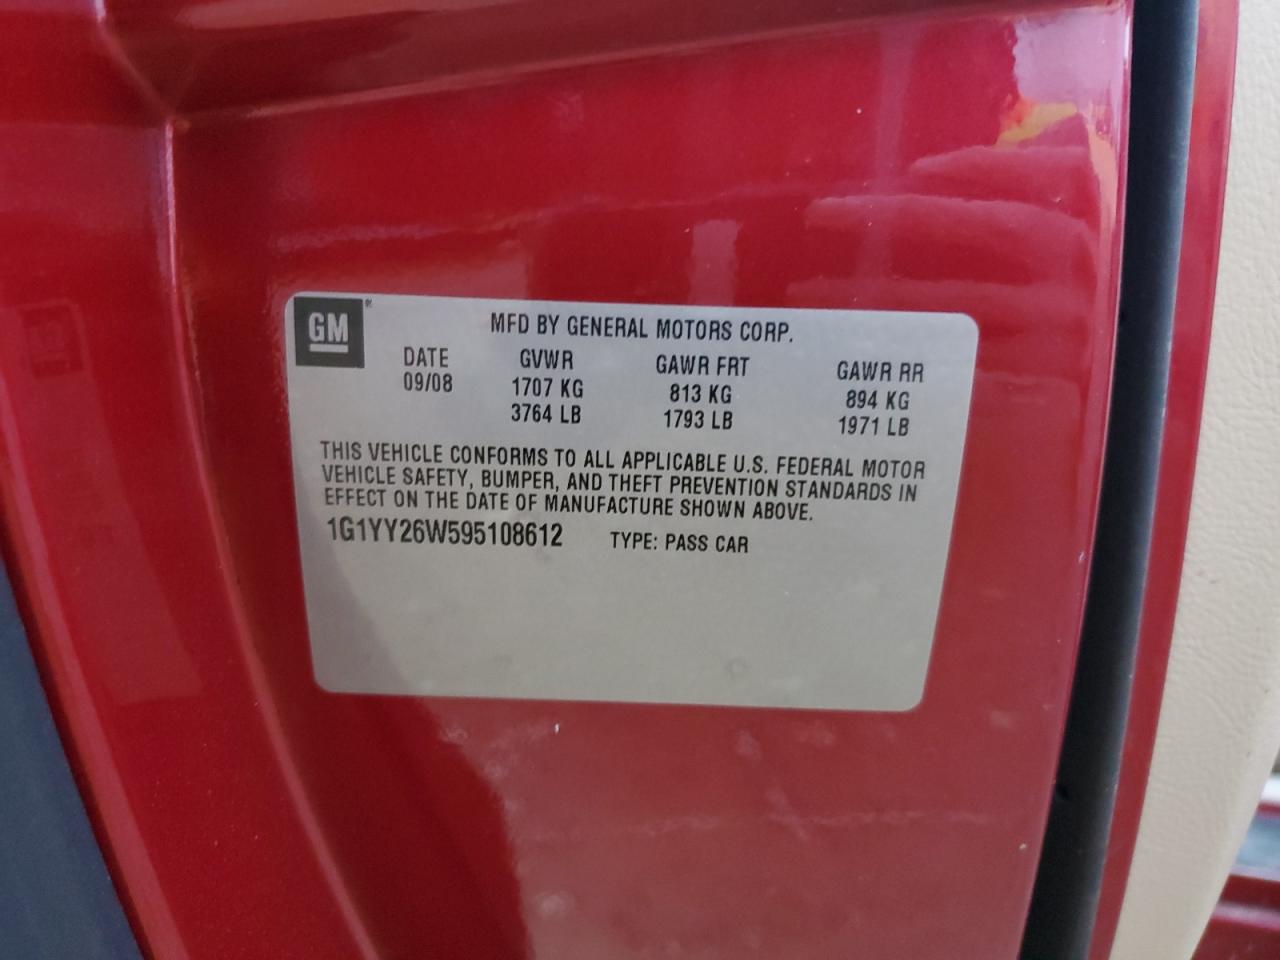 GM®
MFD BY GENERAL MOTORS CORP.
DATE GVWR GAWR FRT GAWR RR
09/08 1707 KG 813 KG 894 KG
3764 LB 1793 LB 1971 LB
THIS VEHICLE CONFORMS TO ALL APPLICABLE U.S. FEDERAL MOTOR
VEHICLE SAFETY, BUMPER, AND THEFT PREVENTION STANDARDS IN
EFFECT ON THE DATE OF MANUFACTURE SHOWN ABOVE.
1G1YY26W595108612 TYPE: PASS CAR